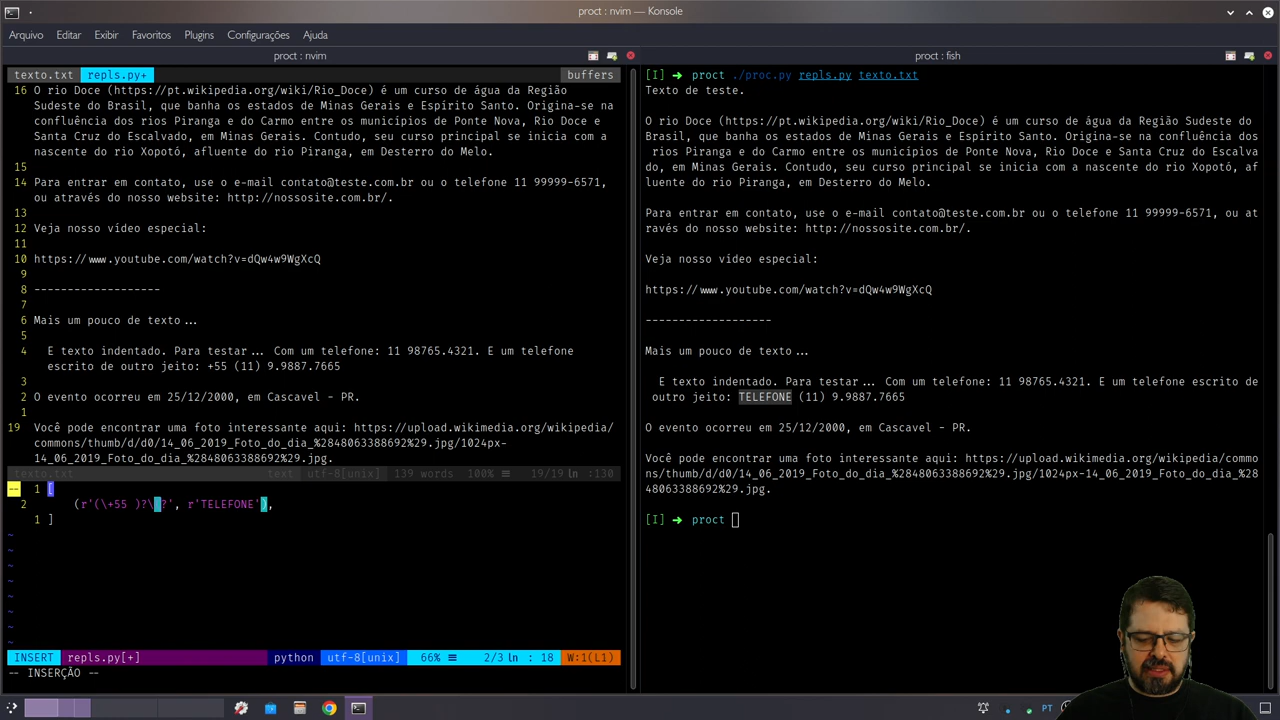 proct : nvim — Konsole
Arquivo Editar Exibir Favoritos Plugins Configurações Ajuda
proct : nvim
texto.txt repls.py+ buffers
16 O rio Doce (https://pt.wikipedia.org/wiki/Rio_Doce) é um curso de água da Região
Sudeste do Brasil, que banha os estados de Minas Gerais e Espírito Santo. Origina-se na
confluência dos rios Piranga e do Carmo entre os municípios de Ponte Nova, Rio Doce e
Santa Cruz do Escalvado, em Minas Gerais. Contudo, seu curso principal se inicia com a
nascente do rio Xopotó, afluente do rio Piranga, em Desterro do Melo.
15
14 Para entrar em contato, use o e-mail contato@teste.com.br ou o telefone 11 99999-6571,
ou através do nosso website: http://nossosite.com.br/.
13
12 Veja nosso vídeo especial:
11
10 https://www.youtube.com/watch?v=dQw4w9WgXcQ
9
8 -------------------
7
6 Mais um pouco de texto...
5
4 E texto indentado. Para testar... Com um telefone: 11 98765.4321. E um telefone
escrito de outro jeito: +55 (11) 9.9887.7665
3
2 O evento ocorreu em 25/12/2000, em Cascavel - PR.
1
19 Você pode encontrar uma foto interessante aqui: https://upload.wikimedia.org/wikipedia/
commons/thumb/d/d0/14_06_2019_Foto_do_dia_%2848063388692%29.jpg/1024px-
14_06_2019_Foto_do_dia_%2848063388692%29.jpg.
texto.txt text utf-8[unix] 139 words 100% 19/19 ln :130
-- 1 [
2 (r'(\+55 )?\(?', r'TELEFONE'),
1 ]
~
~
~
~
~
~
~
INSERT repls.py[+] python utf-8[unix] 66% 2/3 ln : 18 W:1(L1)
-- INSERÇÃO --
proct : fish
[I] ➜ proct ./proc.py repls.py texto.txt
Texto de teste.
O rio Doce (https://pt.wikipedia.org/wiki/Rio_Doce) é um curso de água da Região Sudeste do
Brasil, que banha os estados de Minas Gerais e Espírito Santo. Origina-se na confluência dos
rios Piranga e do Carmo entre os municípios de Ponte Nova, Rio Doce e Santa Cruz do Escalva
do, em Minas Gerais. Contudo, seu curso principal se inicia com a nascente do rio Xopotó, af
luente do rio Piranga, em Desterro do Melo.
Para entrar em contato, use o e-mail contato@teste.com.br ou o telefone 11 99999-6571, ou at
ravés do nosso website: http://nossosite.com.br/.
Veja nosso vídeo especial:
https://www.youtube.com/watch?v=dQw4w9WgXcQ
-------------------
Mais um pouco de texto...
E texto indentado. Para testar... Com um telefone: 11 98765.4321. E um telefone escrito de
outro jeito: TELEFONE (11) 9.9887.7665
O evento ocorreu em 25/12/2000, em Cascavel - PR.
Você pode encontrar uma foto interessante aqui: https://upload.wikimedia.org/wikipedia/commo
ns/thumb/d/d0/14_06_2019_Foto_do_dia_%2848063388692%29.jpg/1024px-14_06_2019_Foto_do_dia_%28
48063388692%29.jpg.
[I] ➜ proct
PT